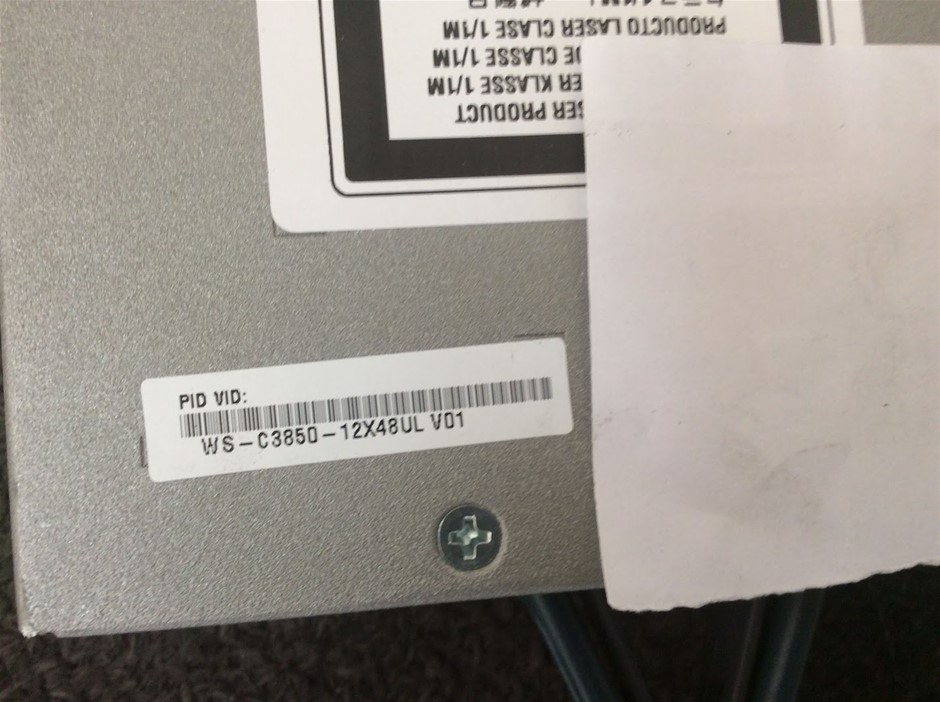 PRODUCT
KLASSE 1/1M
CLASSE 1/1M
PRODUCTO LASER CLASE 1/1M
PID VID:
WS-C3850-12X48UL V01